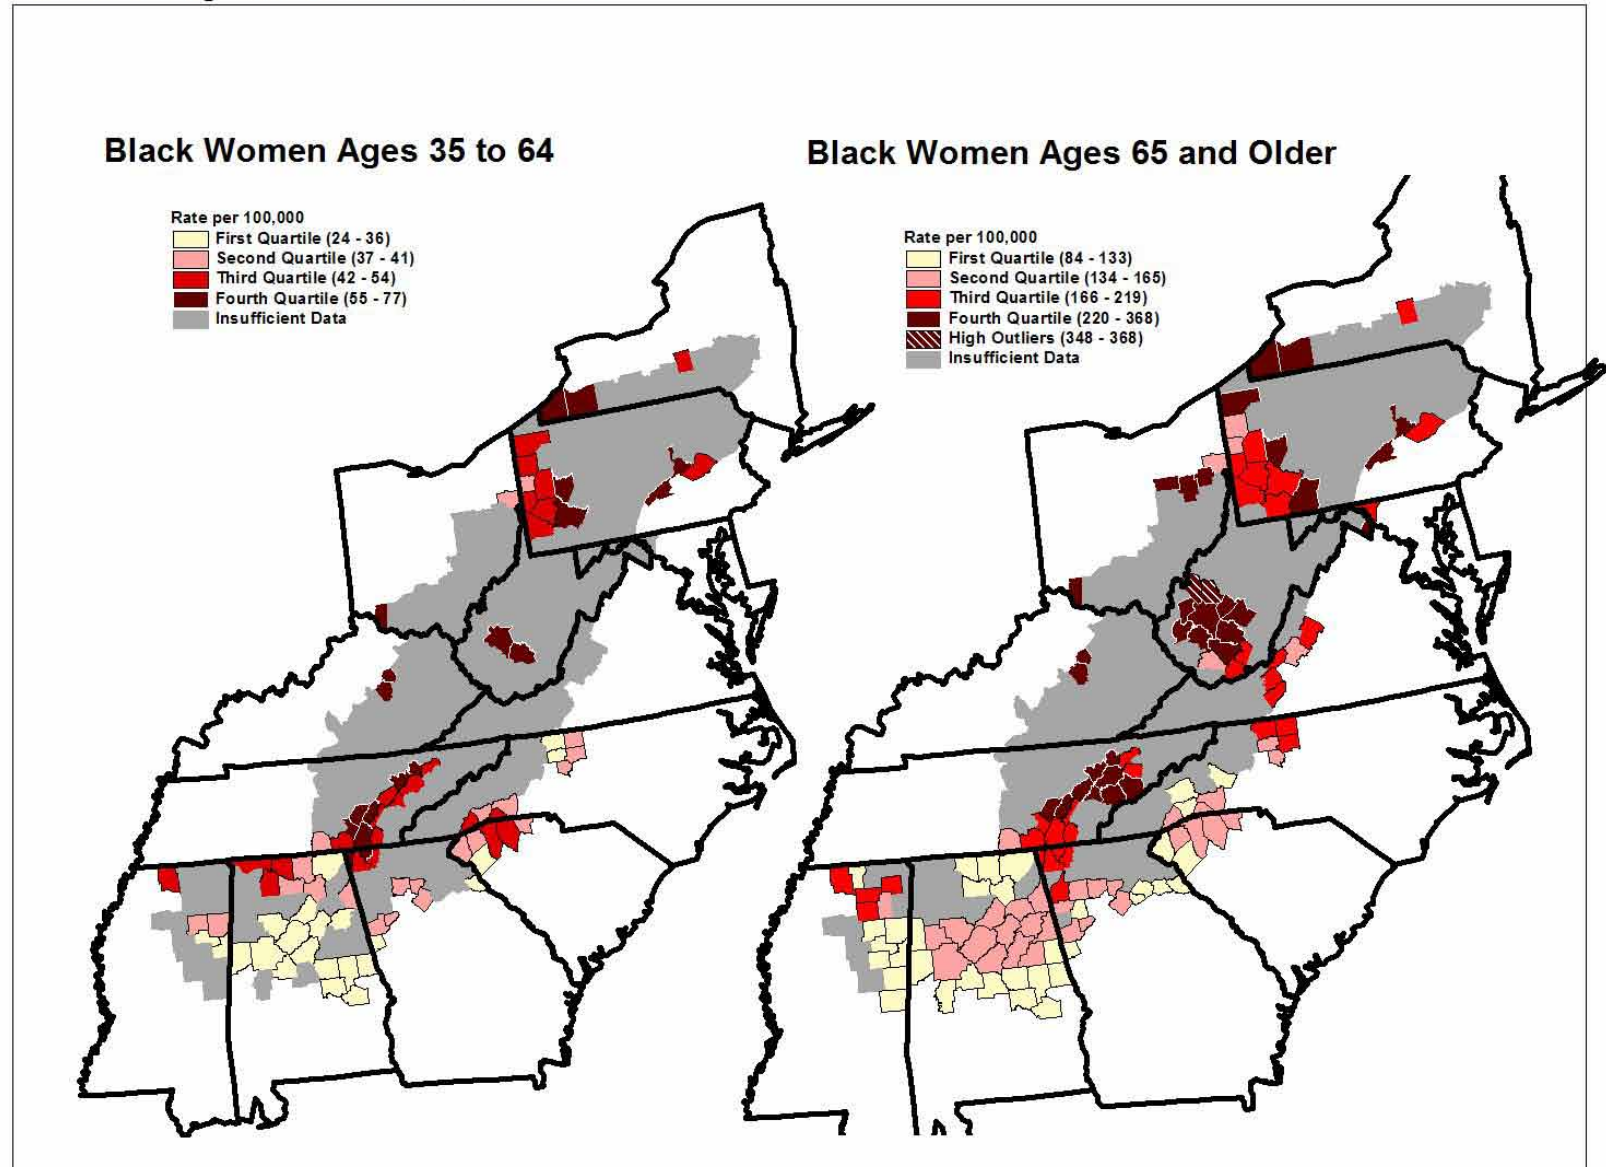 Black Women Ages 35 to 64
Rate per 100,000
First Quartile (24 - 36)
Second Quartile (37 - 41)
Third Quartile (42 - 54)
Fourth Quartile (55 - 77)
Insufficient Data
Black Women Ages 65 and Older
Rate per 100,000
First Quartile (84 - 133)
Second Quartile (134 - 165)
Third Quartile (166 - 219)
Fourth Quartile (220 - 368)
High Outliers (348 - 368)
Insufficient Data